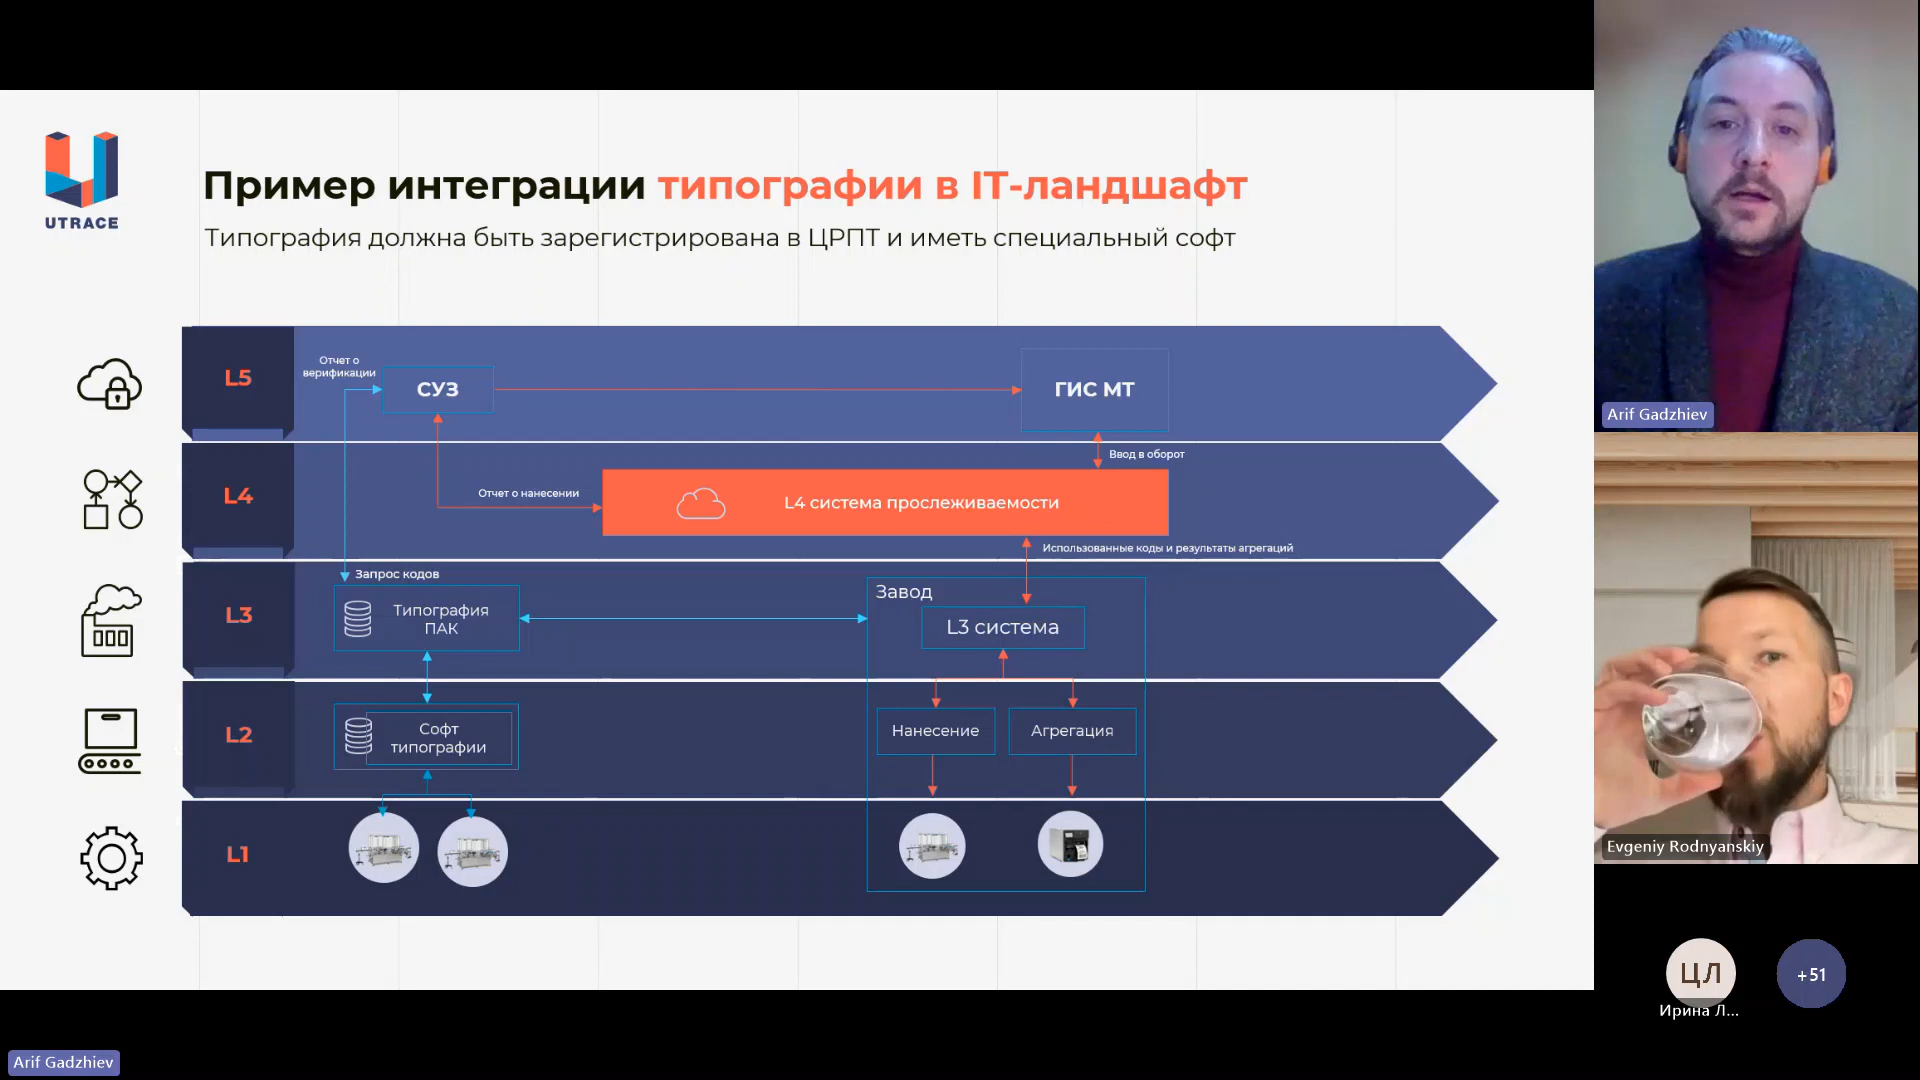 UTRACE
Пример интеграции типографии в IT-ландшафт
Типография должна быть зарегистрирована в ЦРПТ и иметь специальный софт
L5
Отчет о
верификации
СУЗ
ГИС МТ
Ввод в оборот
L4
Отчет о нанесении
L4 система прослеживаемости
Использованные коды и результаты агрегаций
L3
Запрос кодов
Типография
ПАК
Завод
L3 система
L2
Софт
типографии
Нанесение
Агрегация
L1
Arif Gadzhiev
Evgeniy Rodnyanskiy
ЦЛ
+51
Ирина Л...
Arif Gadzhiev